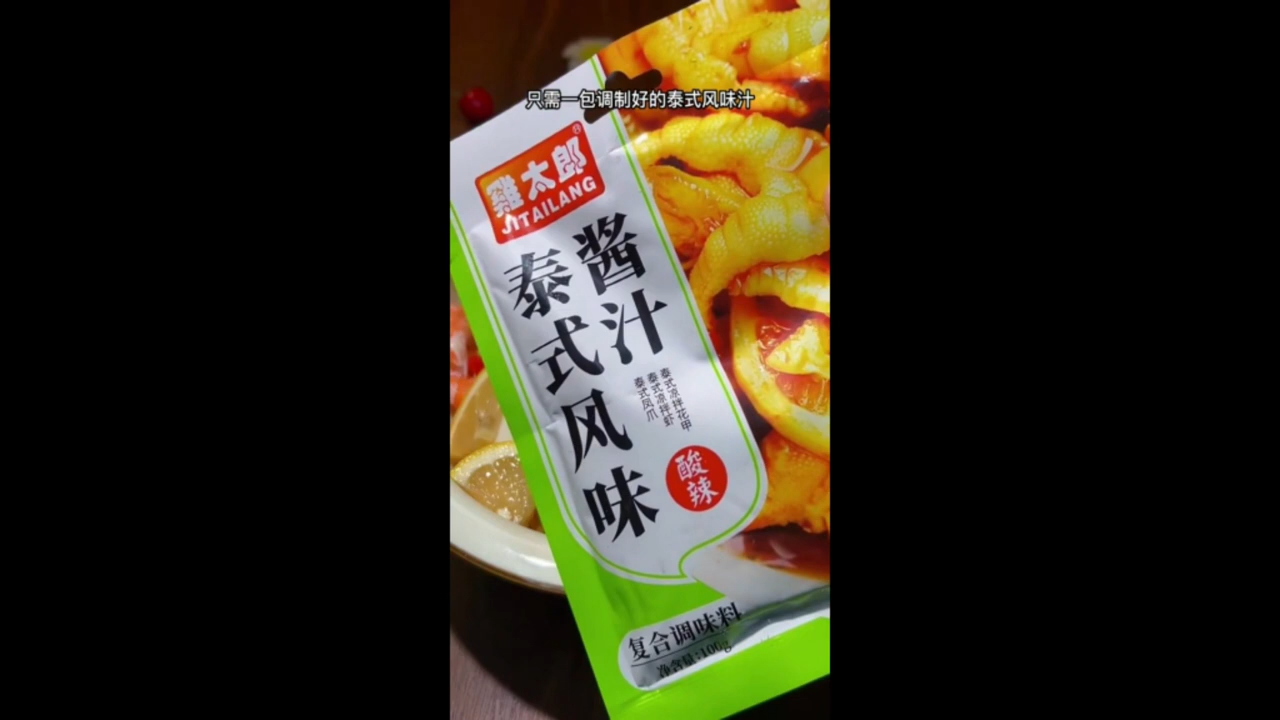 只需一包调制好的泰式风味汁
雞太郎®
JITAILANG
泰式风味
酱汁
泰式凉拌花甲
泰式凉拌虾
泰式凤爪
酸辣
复合调味料
净含量:100g